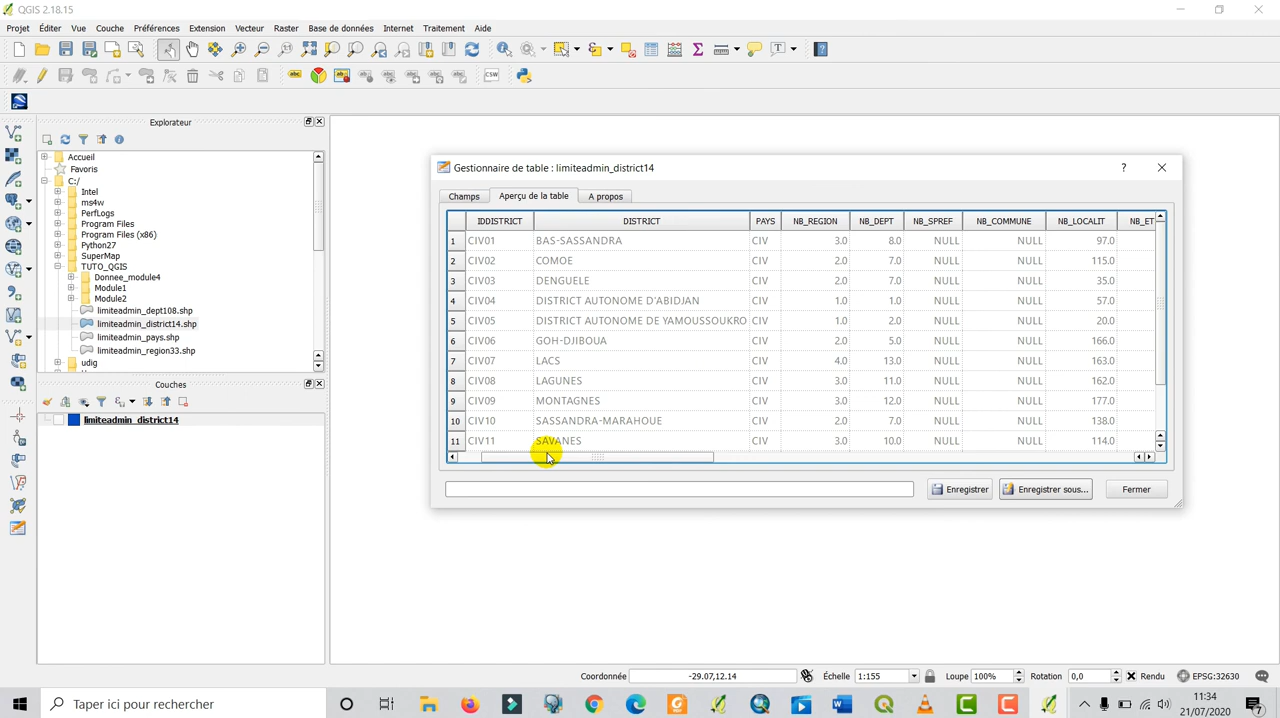 QGIS 2.18.15
Projet Éditer Vue Couche Préférences Extension Vecteur Raster Base de données Internet Traitement Aide
Explorateur
Accueil
Favoris
C:/
Intel
ms4w
PerfLogs
Program Files
Program Files (x86)
Python27
SuperMap
TUTO_QGIS
Donnee_module4
Module1
Module2
limiteadmin_dept108.shp
limiteadmin_district14.shp
limiteadmin_pays.shp
limiteadmin_region33.shp
udig
Couches
limiteadmin_district14
Gestionnaire de table : limiteadmin_district14
Champs Aperçu de la table A propos
IDDISTRICT DISTRICT PAYS NB_REGION NB_DEPT NB_SPREF NB_COMMUNE NB_LOCALIT NB_ET
1 CIV01 BAS-SASSANDRA CIV 3.0 8.0 NULL NULL 97.0
2 CIV02 COMOE CIV 2.0 7.0 NULL NULL 115.0
3 CIV03 DENGUELE CIV 2.0 7.0 NULL NULL 35.0
4 CIV04 DISTRICT AUTONOME D'ABIDJAN CIV 1.0 1.0 NULL NULL 57.0
5 CIV05 DISTRICT AUTONOME DE YAMOUSSOUKRO CIV 1.0 2.0 NULL NULL 20.0
6 CIV06 GOH-DJIBOUA CIV 2.0 5.0 NULL NULL 166.0
7 CIV07 LACS CIV 4.0 13.0 NULL NULL 163.0
8 CIV08 LAGUNES CIV 3.0 11.0 NULL NULL 162.0
9 CIV09 MONTAGNES CIV 3.0 12.0 NULL NULL 177.0
10 CIV10 SASSANDRA-MARAHOUE CIV 2.0 7.0 NULL NULL 138.0
11 CIV11 SAVANES CIV 3.0 10.0 NULL NULL 114.0
Enregistrer Enregistrer sous... Fermer
Coordonnée -29.07,12.14 Échelle 1:155 Loupe 100% Rotation 0,0 Rendu EPSG:32630
Taper ici pour rechercher
11:34
21/07/2020